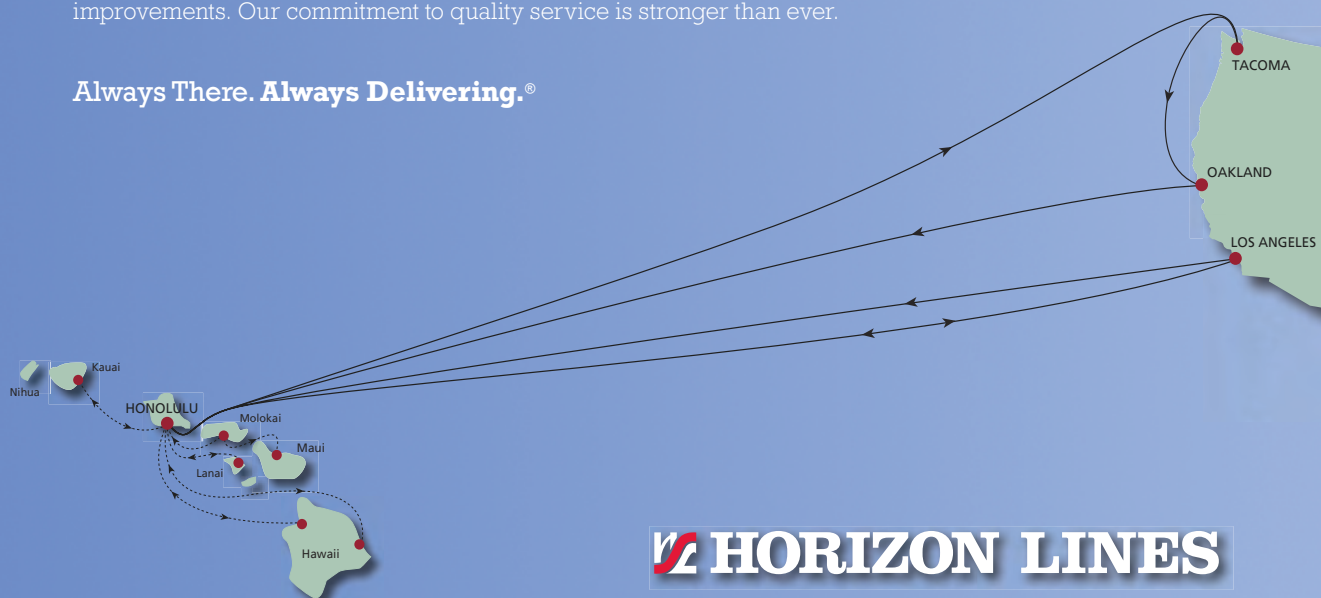 improvements. Our commitment to quality service is stronger than ever.
Always There. Always Delivering.®
TACOMA
OAKLAND
LOS ANGELES
Kauai
Nihua
HONOLULU
Molokai
Maui
Lanai
Hawaii
HORIZON LINES